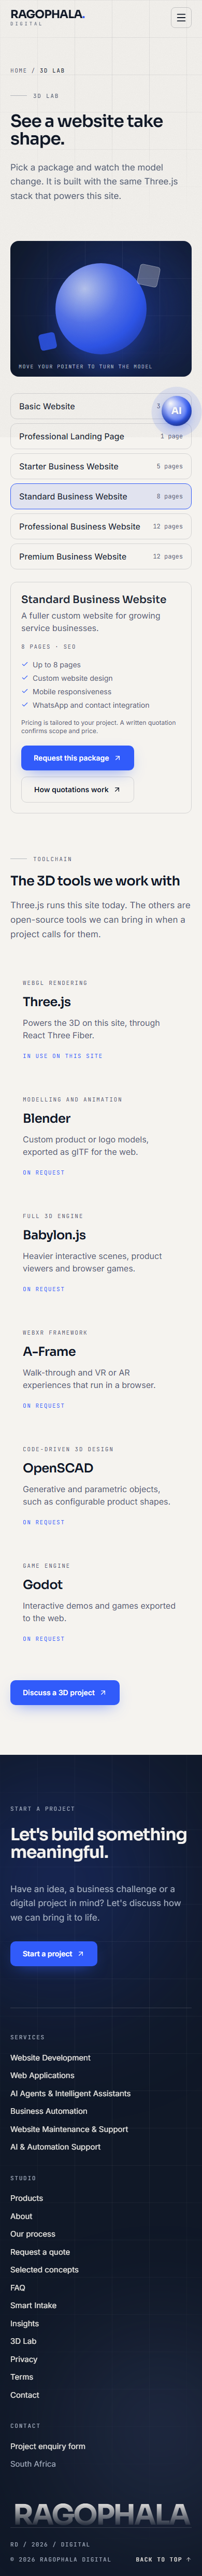 RAGOPHALA.
DIGITAL
HOME / 3D LAB
3D LAB
See a website take
shape.
Pick a package and watch the model
change. It is built with the same Three.js
stack that powers this site.
MOVE YOUR POINTER TO TURN THE MODEL
Basic Website 3
AI
Professional Landing Page 1 page
Starter Business Website 5 pages
Standard Business Website 8 pages
Professional Business Website 12 pages
Premium Business Website 12 pages
Standard Business Website
A fuller custom website for growing
service businesses.
8 PAGES · SEO
Up to 8 pages
Custom website design
Mobile responsiveness
WhatsApp and contact integration
Pricing is tailored to your project. A written quotation
confirms scope and price.
Request this package ↗
How quotations work ↗
TOOLCHAIN
The 3D tools we work with
Three.js runs this site today. The others are
open-source tools we can bring in when a
project calls for them.
WEBGL RENDERING
Three.js
Powers the 3D on this site, through
React Three Fiber.
IN USE ON THIS SITE
MODELLING AND ANIMATION
Blender
Custom product or logo models,
exported as glTF for the web.
ON REQUEST
FULL 3D ENGINE
Babylon.js
Heavier interactive scenes, product
viewers and browser games.
ON REQUEST
WEBXR FRAMEWORK
A-Frame
Walk-through and VR or AR
experiences that run in a browser.
ON REQUEST
CODE-DRIVEN 3D DESIGN
OpenSCAD
Generative and parametric objects,
such as configurable product shapes.
ON REQUEST
GAME ENGINE
Godot
Interactive demos and games exported
to the web.
ON REQUEST
Discuss a 3D project ↗
START A PROJECT
Let's build something
meaningful.
Have an idea, a business challenge or a
digital project in mind? Let's discuss how
we can bring it to life.
Start a project ↗
SERVICES
Website Development
Web Applications
AI Agents & Intelligent Assistants
Business Automation
Website Maintenance & Support
AI & Automation Support
STUDIO
Products
About
Our process
Request a quote
Selected concepts
FAQ
Smart Intake
Insights
3D Lab
Privacy
Terms
Contact
CONTACT
Project enquiry form
South Africa
RAGOPHALA
RD / 2026 / DIGITAL
© 2026 RAGOPHALA DIGITAL BACK TO TOP ↑